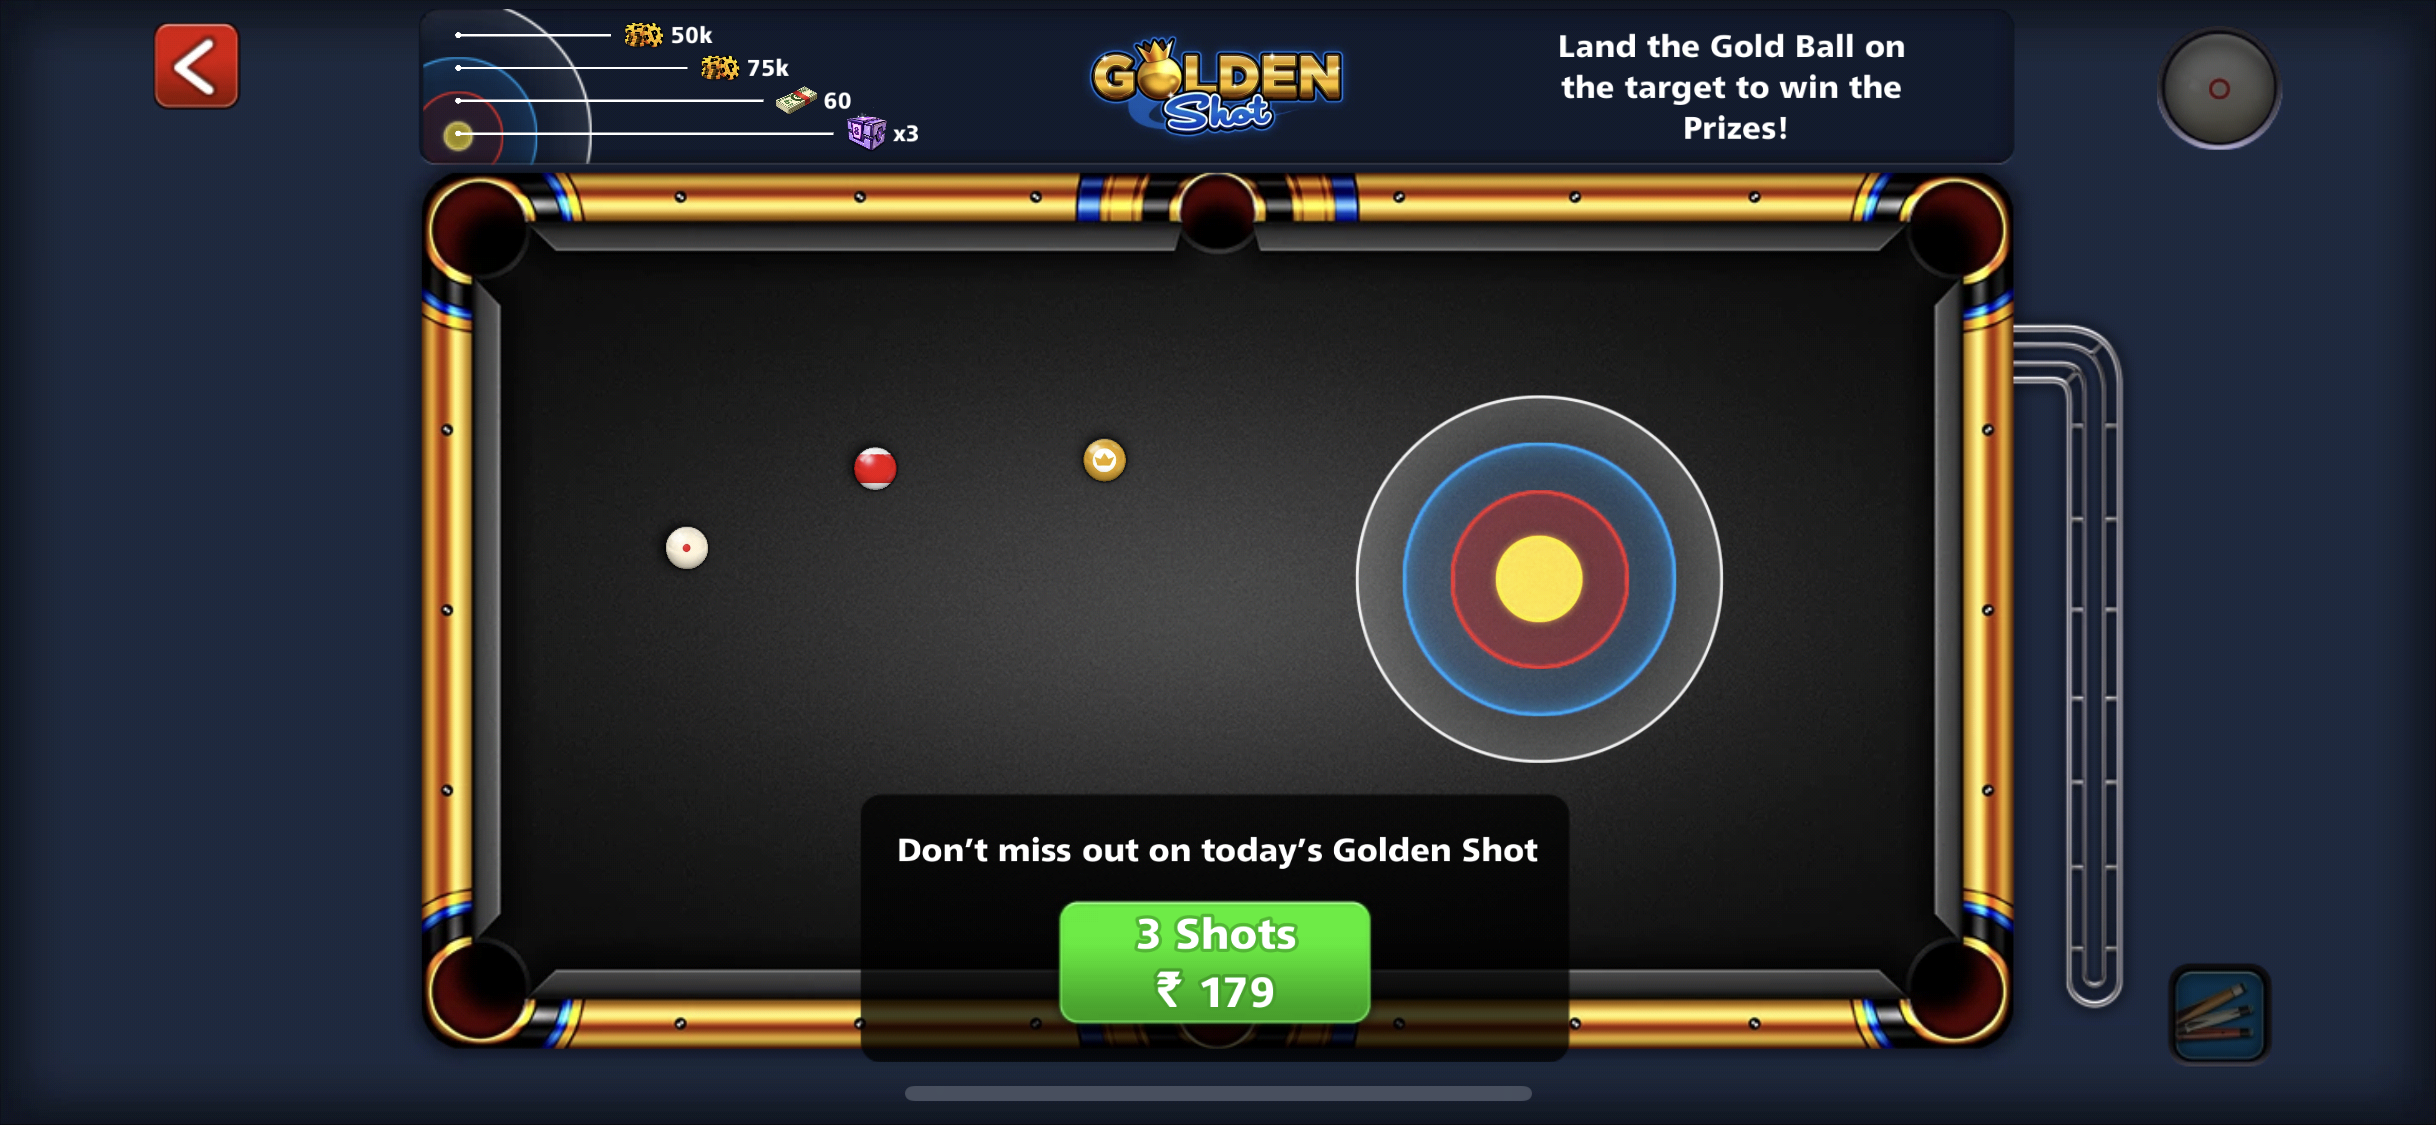 50k
75k
60
x3
GOLDEN
Shot
Land the Gold Ball on
the target to win the
Prizes!
Don’t miss out on today’s Golden Shot
3 Shots
₹ 179